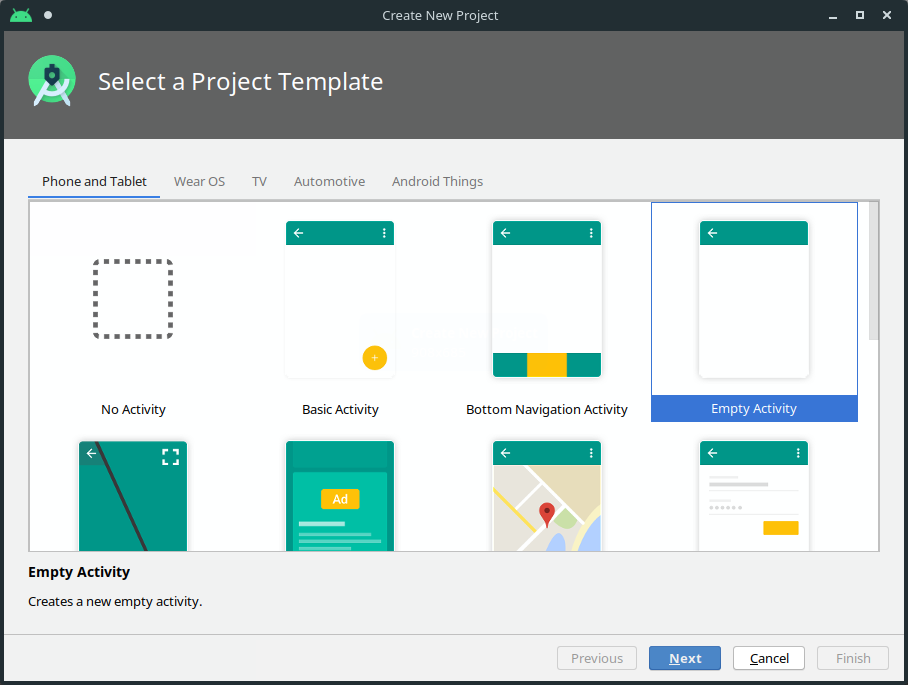 Create New Project
Select a Project Template
Phone and Tablet
Wear OS
TV
Automotive
Android Things
No Activity
Basic Activity
Bottom Navigation Activity
Empty Activity
Ad
Empty Activity
Creates a new empty activity.
Previous
Next
Cancel
Finish